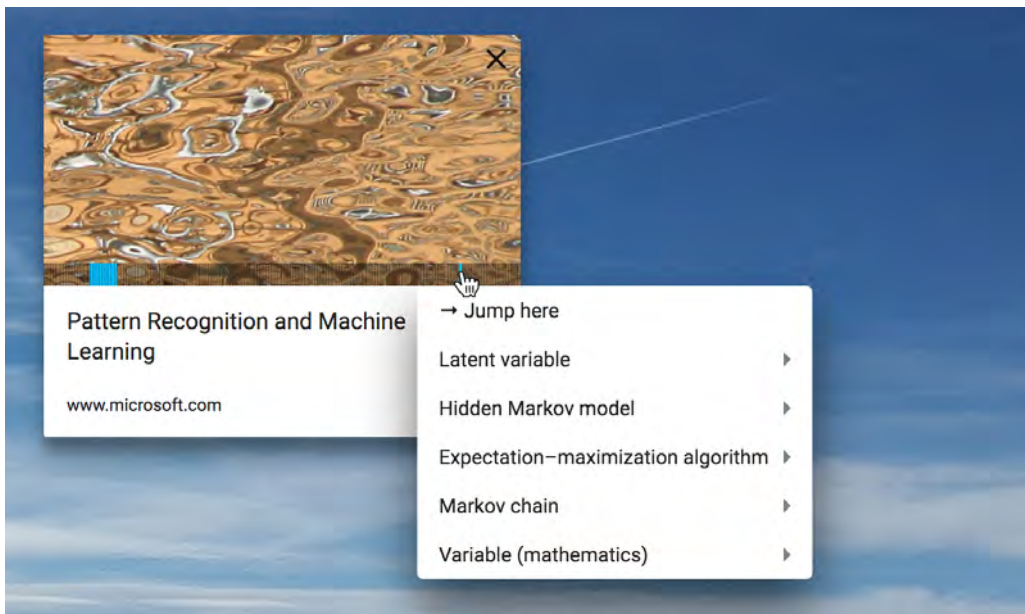 Pattern Recognition and Machine
Learning
www.microsoft.com
→ Jump here
Latent variable
Hidden Markov model
Expectation–maximization algorithm
Markov chain
Variable (mathematics)